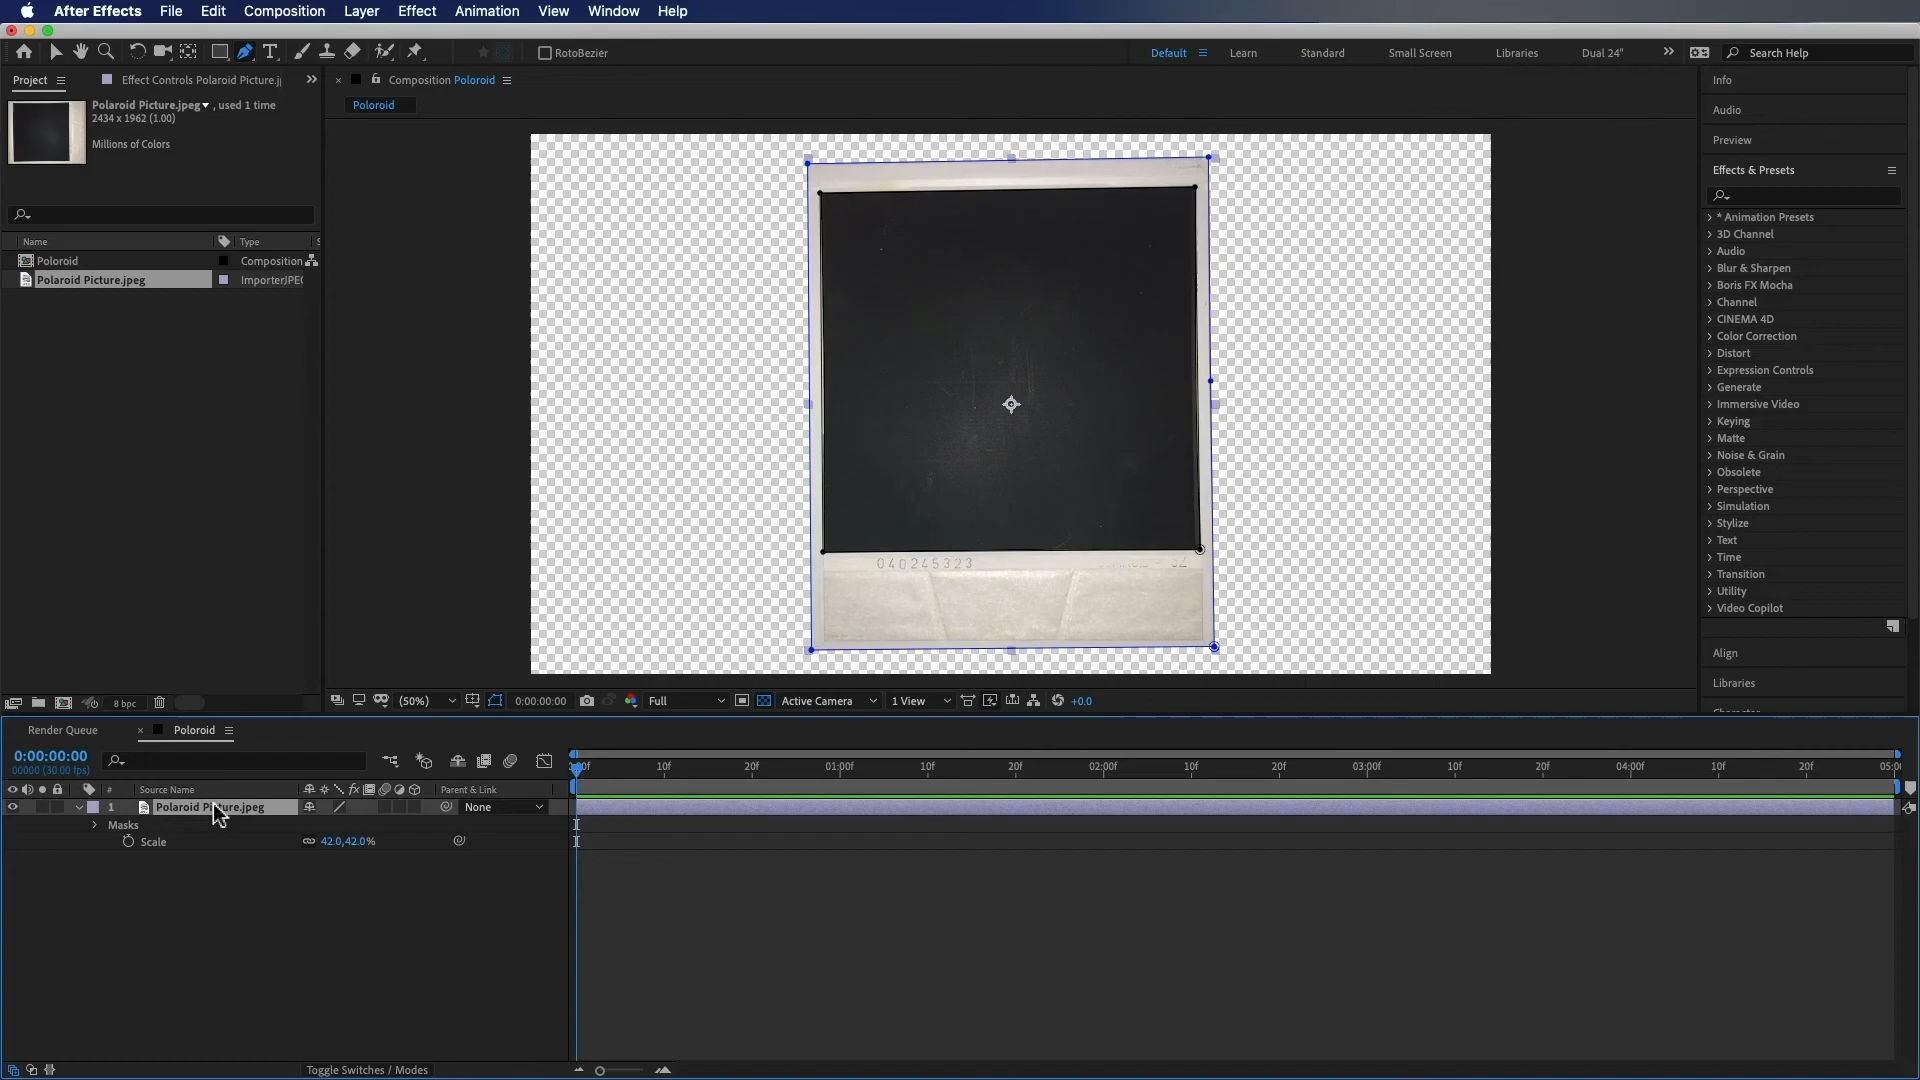 After Effects File Edit Composition Layer Effect Animation View Window Help
RotoBezier Default Learn Standard Small Screen Libraries Dual 24" Search Help
Project Effect Controls Polaroid Picture.j
Polaroid Picture.jpeg , used 1 time
2434 x 1962 (1.00)
Millions of Colors
Name Type
Poloroid Composition
Polaroid Picture.jpeg ImporterJPEG
8 bpc
Composition Poloroid
Poloroid
040245323
(50%) 0:00:00:00 Full Active Camera 1 View +0.0
Info
Audio
Preview
Effects & Presets
* Animation Presets
3D Channel
Audio
Blur & Sharpen
Boris FX Mocha
Channel
CINEMA 4D
Color Correction
Distort
Expression Controls
Generate
Immersive Video
Keying
Matte
Noise & Grain
Obsolete
Perspective
Simulation
Stylize
Text
Time
Transition
Utility
Video Copilot
Align
Libraries
Render Queue Poloroid
0:00:00:00
00000 (30.00 fps)
10f 20f 01:00f 10f 20f 02:00f 10f 20f 03:00f 10f 20f 04:00f 10f 20f
# Source Name Parent & Link
1 Polaroid Picture.jpeg None
Masks
Scale 42.0,42.0%
Toggle Switches / Modes